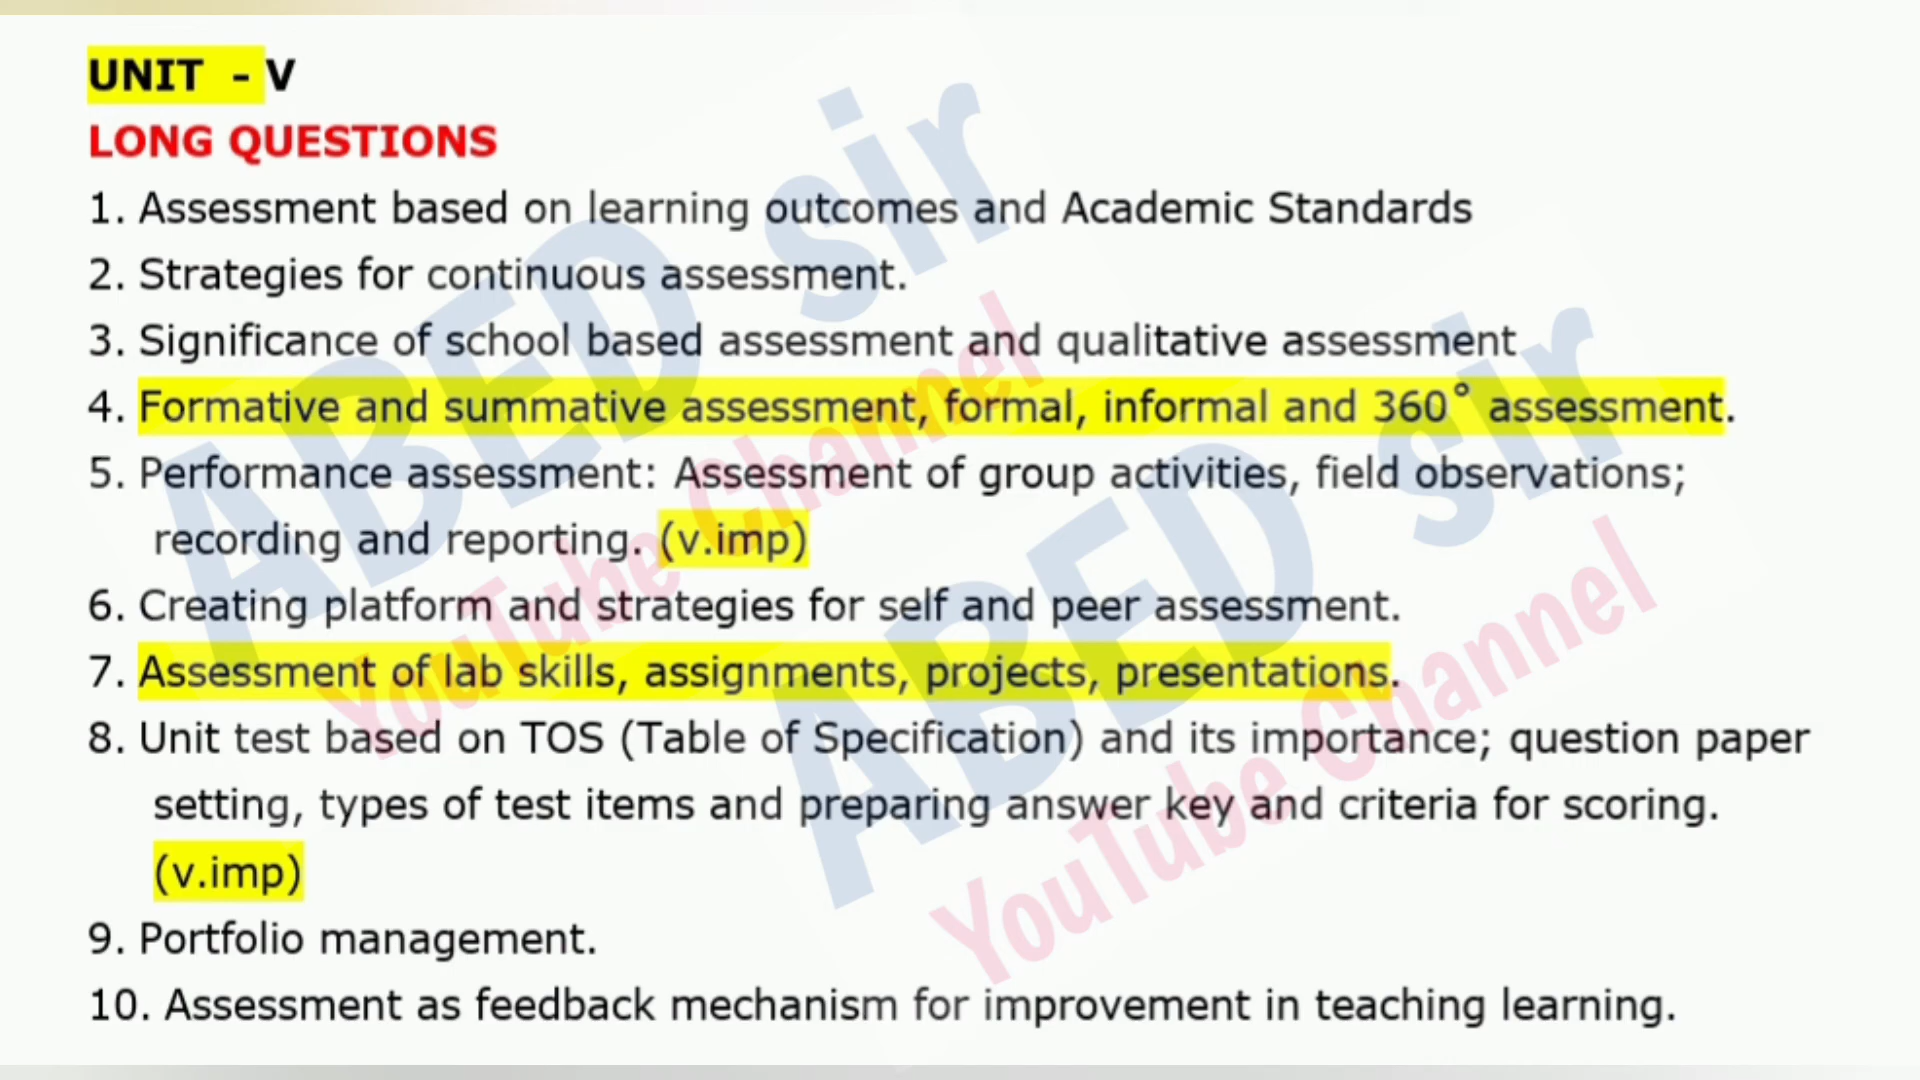 UNIT - V
LONG QUESTIONS
1. Assessment based on learning outcomes and Academic Standards
2. Strategies for continuous assessment.
3. Significance of school based assessment and qualitative assessment
4. Formative and summative assessment, formal, informal and 360° assessment.
5. Performance assessment: Assessment of group activities, field observations;
recording and reporting. (v.imp)
6. Creating platform and strategies for self and peer assessment.
7. Assessment of lab skills, assignments, projects, presentations.
8. Unit test based on TOS (Table of Specification) and its importance; question paper
setting, types of test items and preparing answer key and criteria for scoring.
(v.imp)
9. Portfolio management.
10. Assessment as feedback mechanism for improvement in teaching learning.
ABED sir
YouTube Channel
ABED sir
YouTube Channel